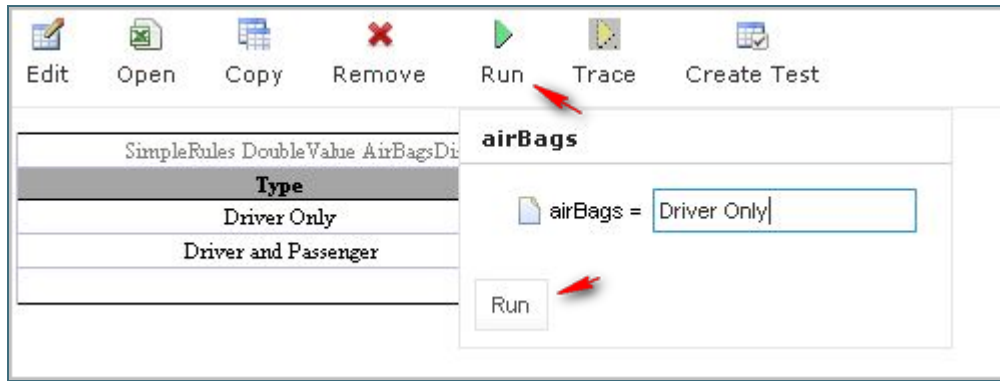 Edit Open Copy Remove Run Trace Create Test
airBags
SimpleRules DoubleValue AirBagsDi
Type
airBags = Driver Only
Driver Only
Driver and Passenger
Run